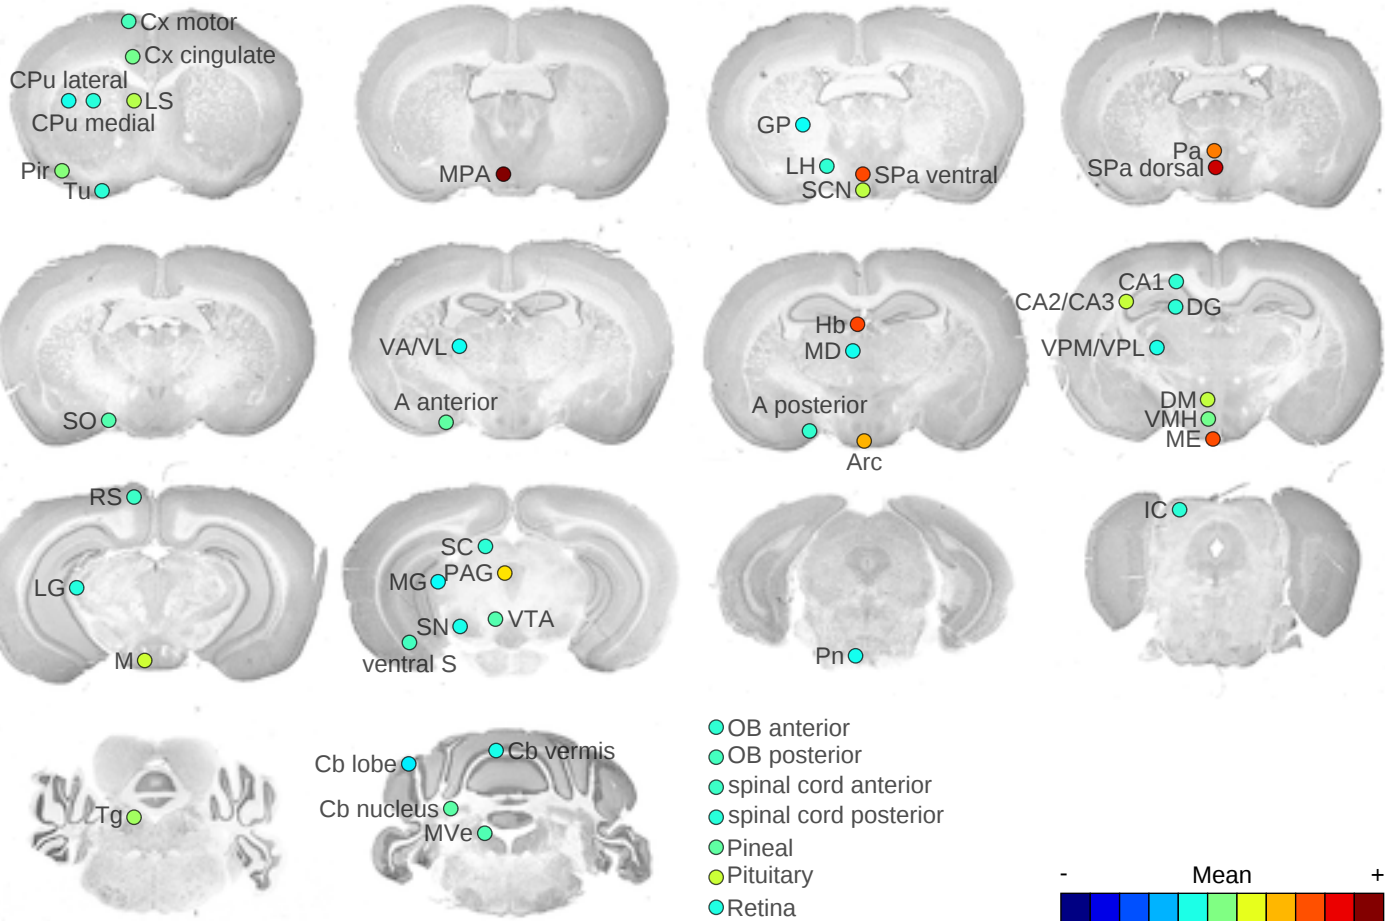 Cx motor
Cx cingulate
CPu lateral
LS
CPu medial
Pir
Tu
MPA
GP
LH
SPa ventral
SCN
Pa
SPa dorsal
SO
VA/VL
A anterior
Hb
MD
A posterior
Arc
CA1
CA2/CA3
DG
VPM/VPL
DM
VMH
ME
RS
LG
M
SC
MG
PAG
SN
VTA
ventral S
Pn
IC
Tg
Cb lobe
Cb vermis
Cb nucleus
MVe
OB anterior
OB posterior
spinal cord anterior
spinal cord posterior
Pineal
Pituitary
Retina
- Mean +